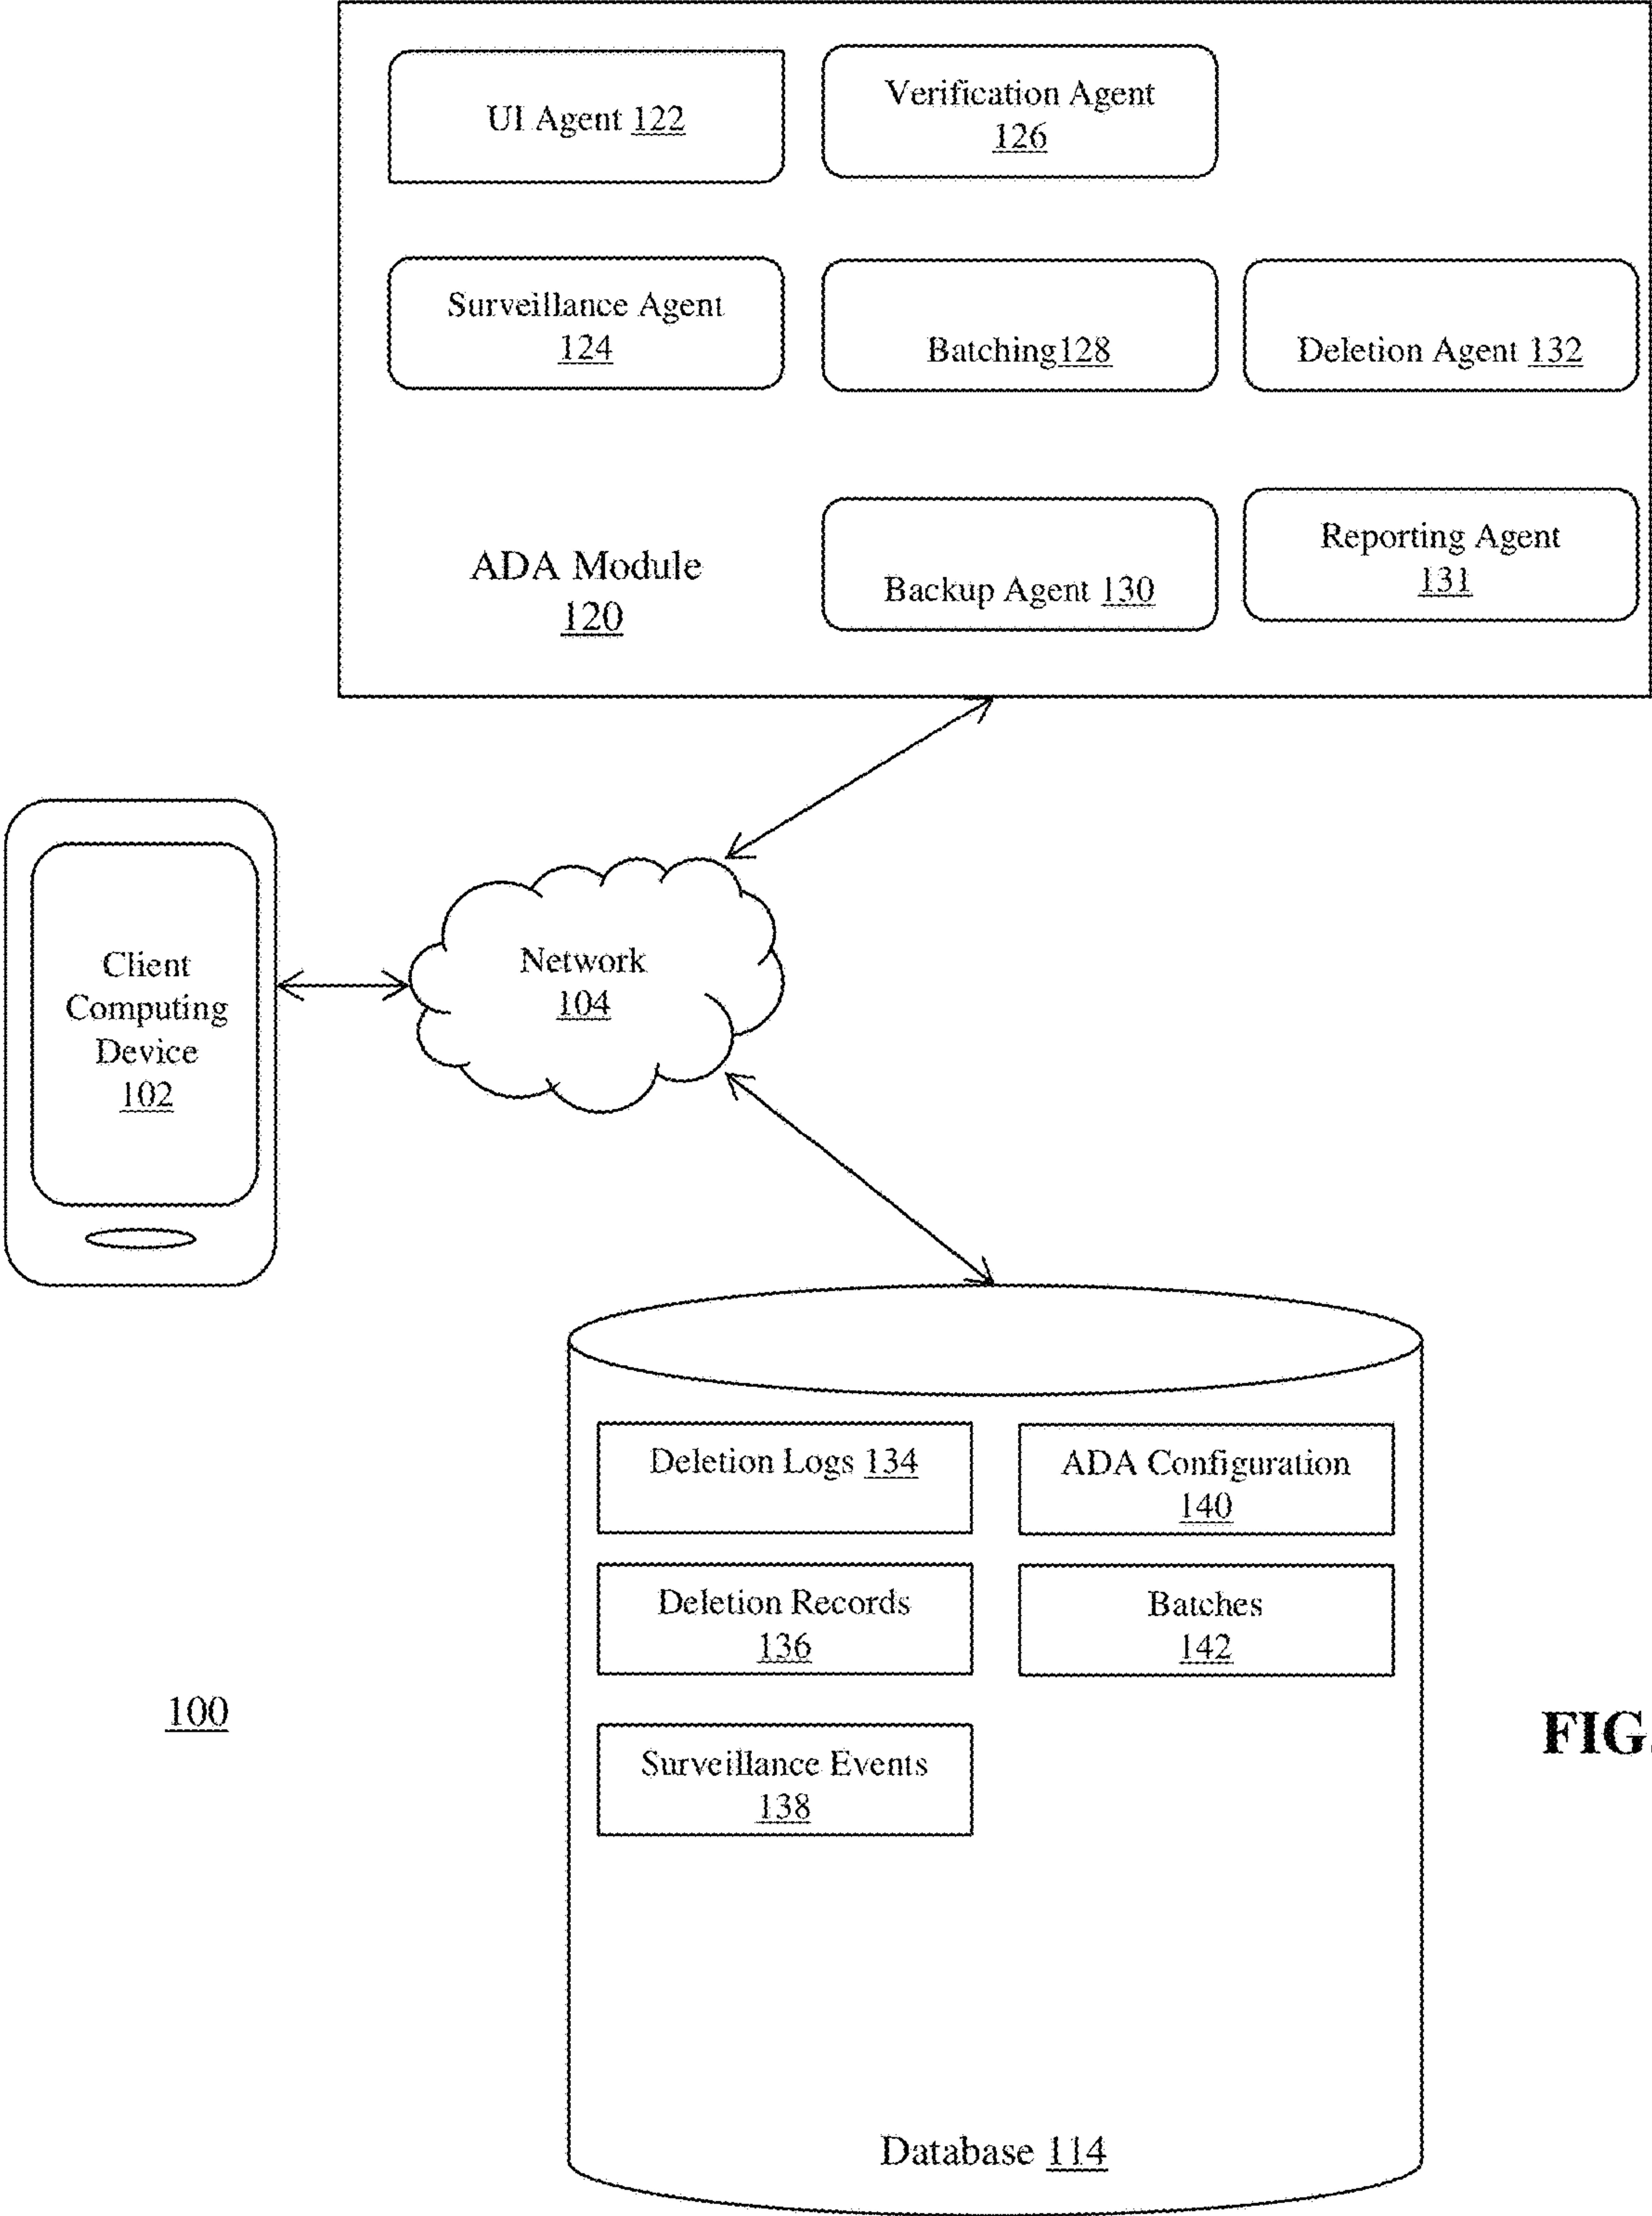 UI Agent 122
Verification Agent
126
Surveillance Agent
124
Batching128
Deletion Agent 132
ADA Module
120
Backup Agent 130
Reporting Agent
131
Client
Computing
Device
102
Network
104
Deletion Logs 134
ADA Configuration
140
Deletion Records
136
Batches
142
Surveillance Events
138
100
FIG.
Database 114